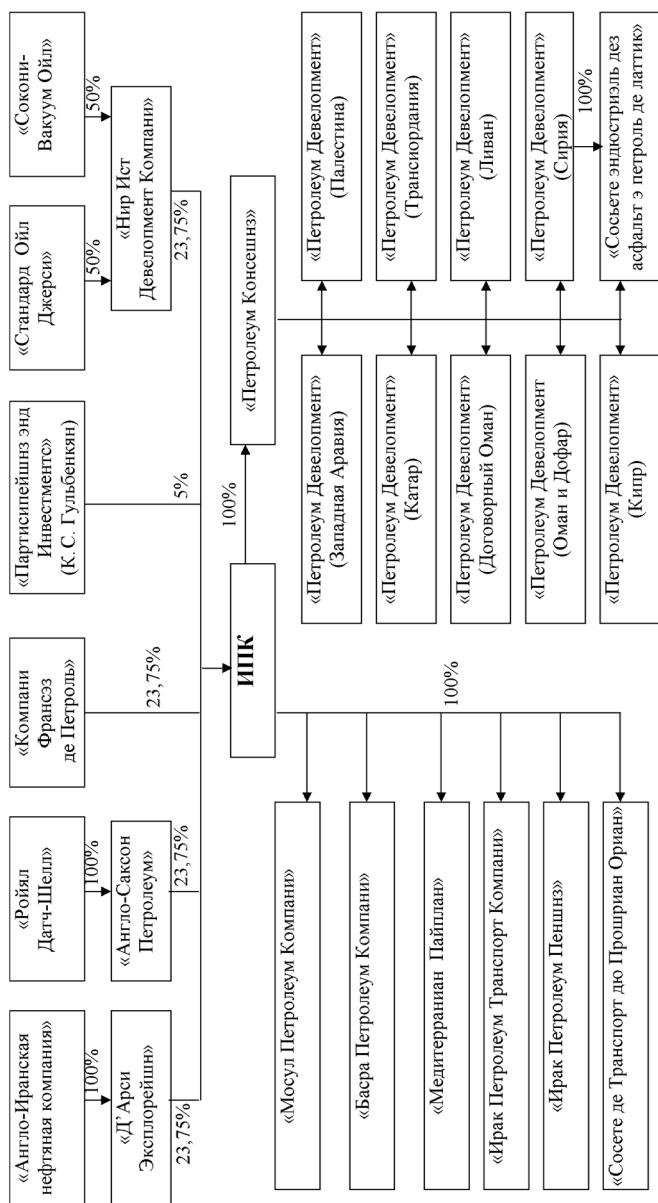 «Англо-Иранская
нефтяная компания»
«Ройял
Датч-Шелл»
«Компани
Франсэз
де Петроль»
«Партисипейшнз энд
Инвестментс»
(К.С. Гульбенкян)
«Стандард Ойл
Джерси»
«Сокони-
Вакуум Ойл»
100%
100%
50%
50%
«Д’Арси
Эксплорейшн»
«Англо-Саксон
Петролеум»
«Нир Ист
Девелопмент Компани»
23,75%
23,75%
23,75%
5%
23,75%
ИПК
100%
«Петролеум Консешнз»
100%
«Мосул Петролеум Компани»
«Басра Петролеум Компани»
«Медитерраниан Пайплан»
«Ирак Петролеум Транспорт Компани»
«Ирак Петролеум Пеншнз»
«Сосете де Транспорт дю Прошриан Ориан»
«Петролеум Девелопмент»
(Западная Аравия)
«Петролеум Девелопмент»
(Палестина)
«Петролеум Девелопмент»
(Катар)
«Петролеум Девелопмент»
(Трансиордания)
«Петролеум Девелопмент»
(Договорный Оман)
«Петролеум Девелопмент»
(Ливан)
«Петролеум Девелопмент
(Оман и Дофар)
«Петролеум Девелопмент»
(Сирия)
100%
«Петролеум Девелопмент»
(Кипр)
«Сосьете эндюстриэль дез
асфальт э петроль де латтик»